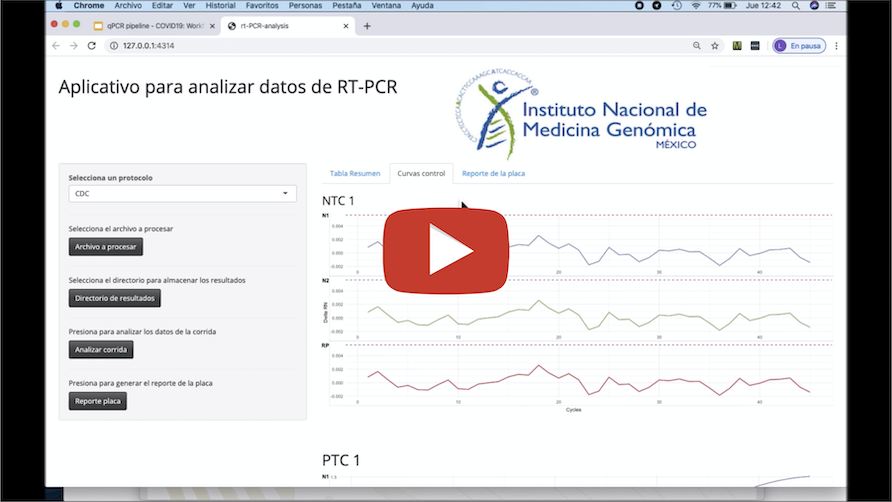 Chrome Archivo Editar Ver Historial Favoritos Personas Pestaña Ventana Ayuda
77% Jue 12:42
qPCR pipeline - COVID19: Work
rt-PCR-analysis
127.0.0.1:4314
L En pausa
Aplicativo para analizar datos de RT-PCR
Instituto Nacional de
Medicina Genómica
MÉXICO
Selecciona un protocolo
CDC
Selecciona el archivo a procesar
Archivo a procesar
Selecciona el directorio para almacenar los resultados
Directorio de resultados
Presiona para analizar los datos de la corrida
Analizar corrida
Presiona para generar el reporte de la placa
Reporte placa
Tabla Resumen Curvas control Reporte de la placa
NTC 1
N1
0.004
0.002
0.000
-0.002
0 20 30 40
N2
0.004
0.002
0.000
-0.002
0 10 20 30 40
RP
0.004
0.002
0.000
-0.002
0 10 20 30 40
Delta RN
Cycles
PTC 1
N1 1.5